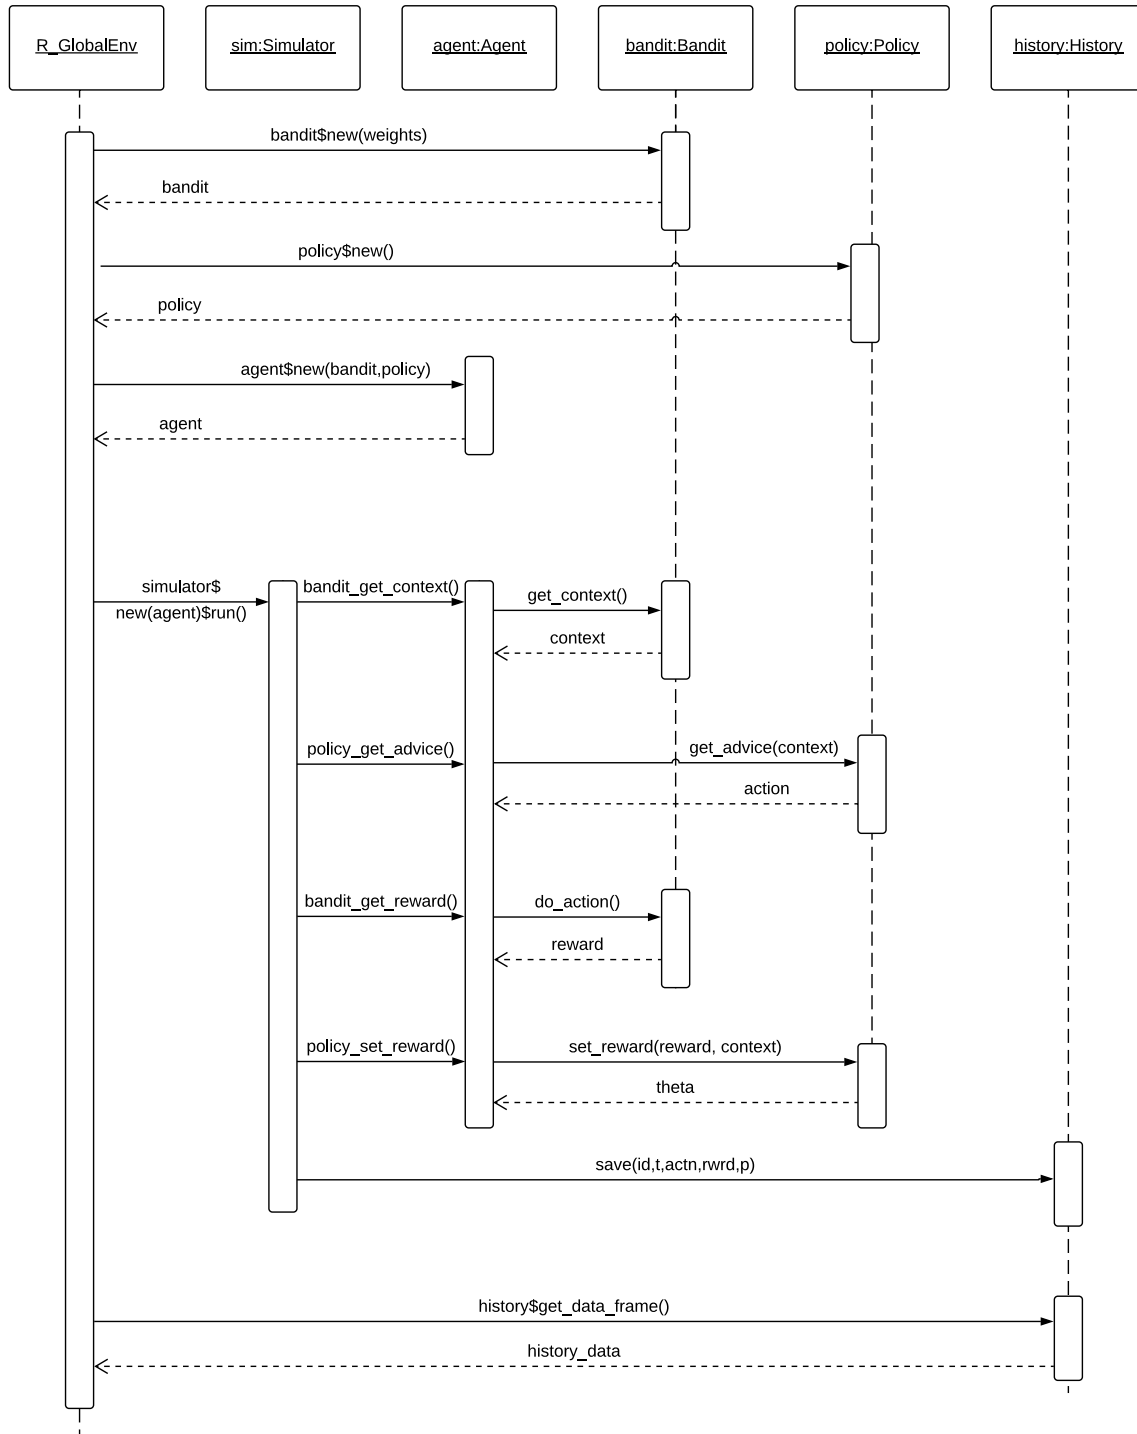 R_GlobalEnv
sim:Simulator
agent:Agent
bandit:Bandit
policy:Policy
history:History
bandit$new(weights)
bandit
policy$new()
policy
agent$new(bandit,policy)
agent
simulator$
new(agent)$run()
bandit_get_context()
get_context()
context
policy_get_advice()
get_advice(context)
action
bandit_get_reward()
do_action()
reward
policy_set_reward()
set_reward(reward, context)
theta
save(id,t,actn,rwrd,p)
history$get_data_frame()
history_data